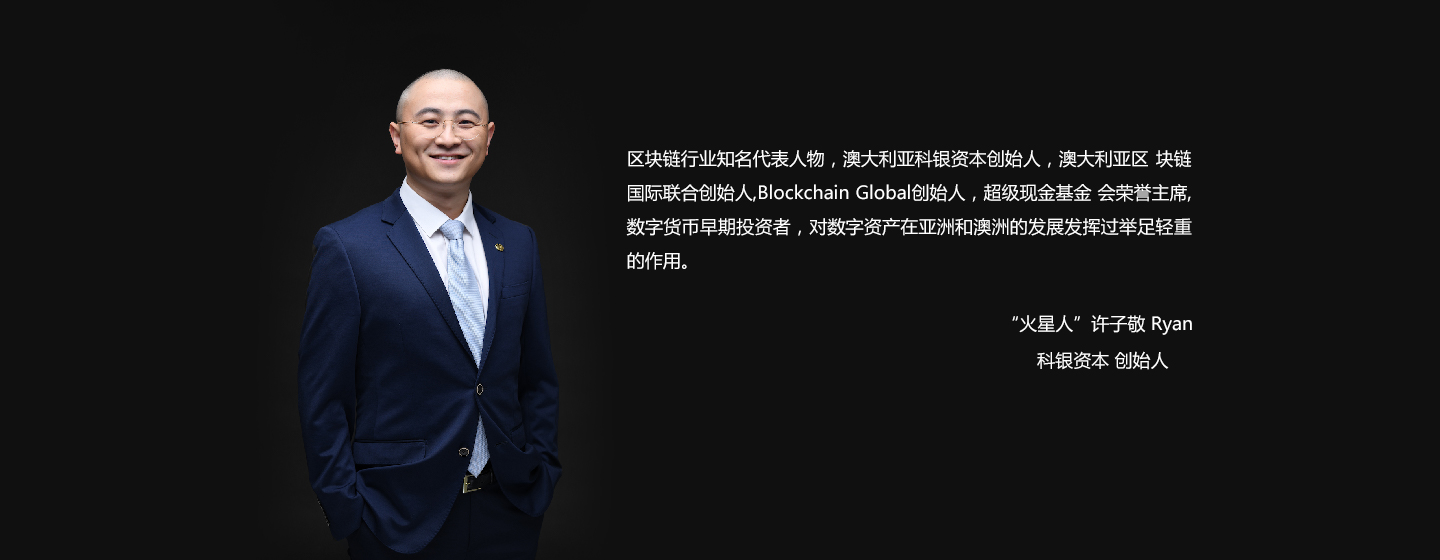 区块链行业知名代表人物，澳大利亚科银资本创始人，澳大利亚区 块链
国际联合创始人,Blockchain Global创始人，超级现金基金 会荣誉主席,
数字货币早期投资者，对数字资产在亚洲和澳洲的发展发挥过举足轻重
的作用。
“火星人”许子敬 Ryan
科银资本 创始人